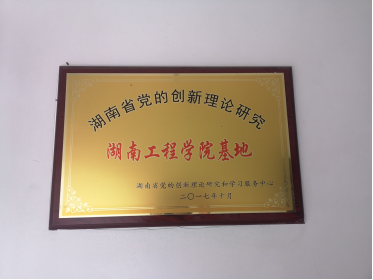 湖南省党的创新理论研究
湖南工程学院基地
湖南省党的创新理论研究和学习服务中心
二〇一七年十月